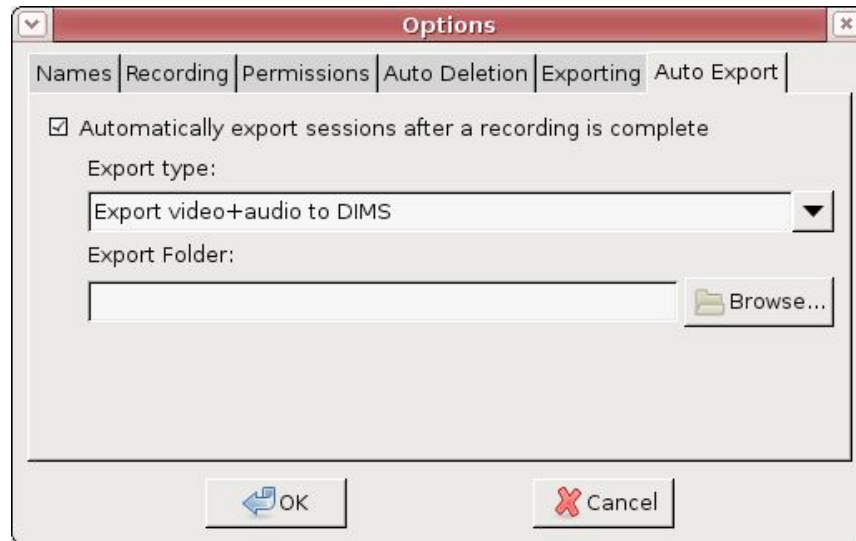 Options
Names Recording Permissions Auto Deletion Exporting Auto Export
Automatically export sessions after a recording is complete
Export type:
Export video+audio to DIMS
Export Folder:
Browse...
OK Cancel